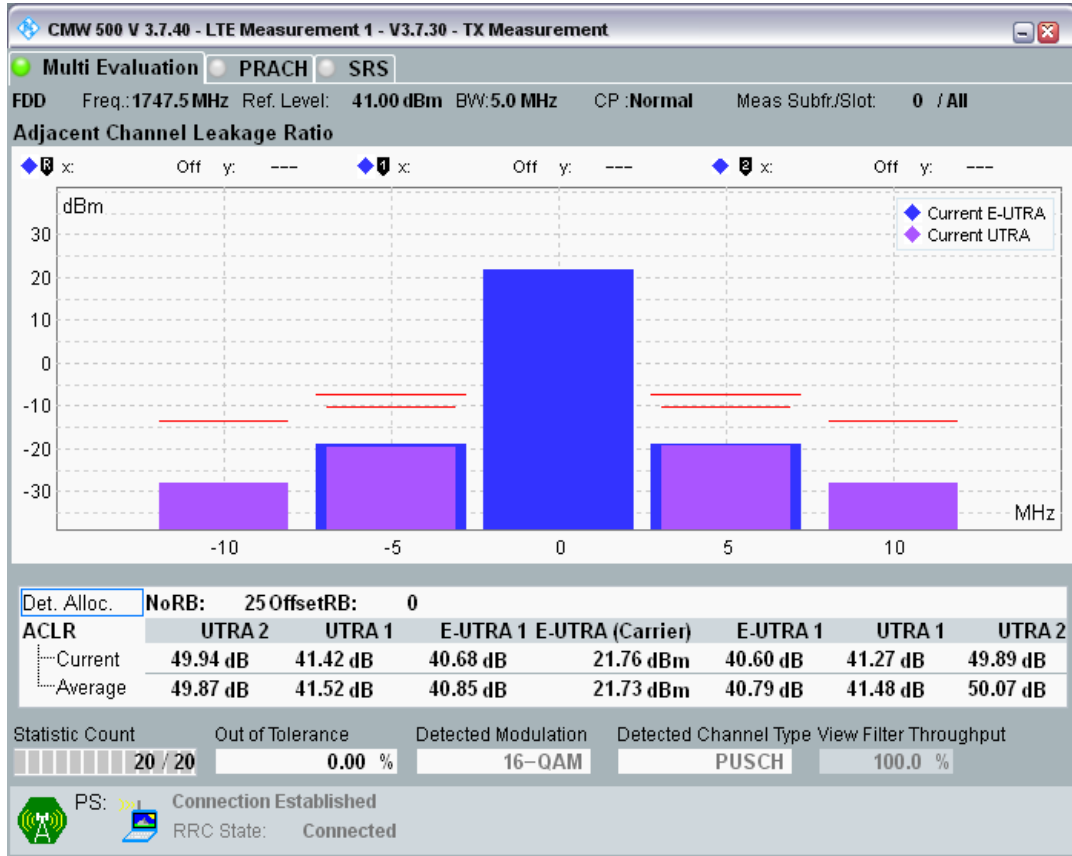 CMW 500 V 3.7.40 - LTE Measurement 1 - V3.7.30 - TX Measurement
Multi Evaluation PRACH SRS
FDD Freq.: 1747.5 MHz Ref. Level: 41.00 dBm BW: 5.0 MHz CP : Normal Meas Subfr./Slot: 0 / All
Adjacent Channel Leakage Ratio
R x: Off y: --- 1 x: Off y: --- 2 x: Off y: ---
dBm
Current E-UTRA
Current UTRA
30
20
10
0
-10
-20
-30
MHz
-10 -5 0 5 10
Det. Alloc. NoRB: 25 OffsetRB: 0
ACLR UTRA 2 UTRA 1 E-UTRA 1 E-UTRA (Carrier) E-UTRA 1 UTRA 1 UTRA 2
Current 49.94 dB 41.42 dB 40.68 dB 21.76 dBm 40.60 dB 41.27 dB 49.89 dB
Average 49.87 dB 41.52 dB 40.85 dB 21.73 dBm 40.79 dB 41.48 dB 50.07 dB
Statistic Count Out of Tolerance Detected Modulation Detected Channel Type View Filter Throughput
20 / 20 0.00 % 16-QAM PUSCH 100.0 %
PS: Connection Established
RRC State: Connected